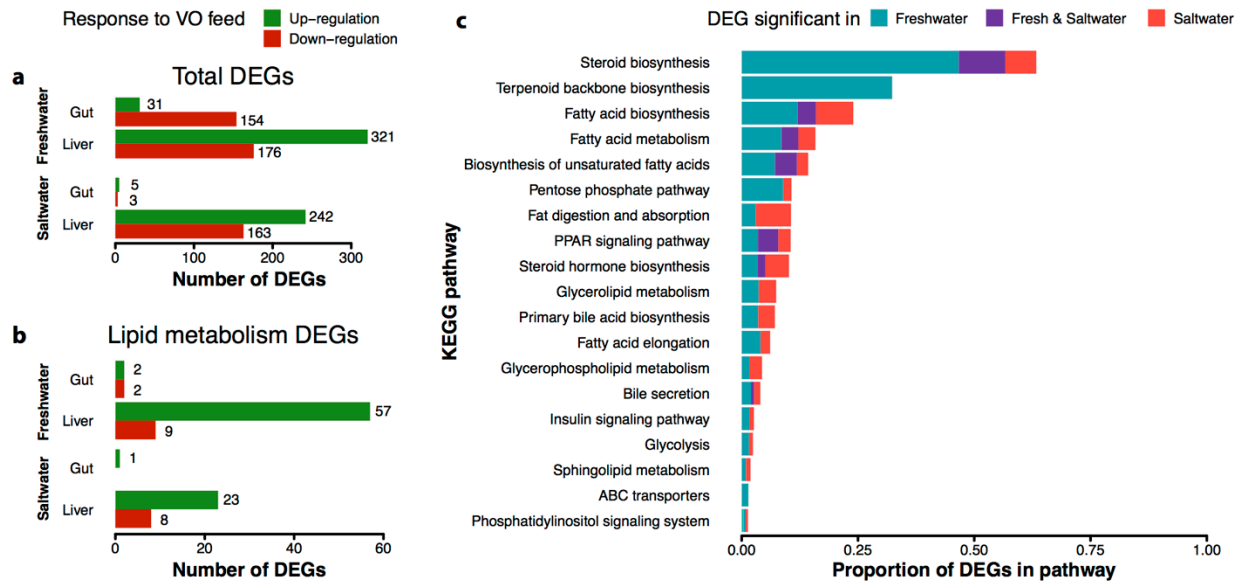 Response to VO feed
Up-regulation
Down-regulation
a
Total DEGs
Freshwater
Gut
31
154
Liver
321
176
Saltwater
Gut
5
3
Liver
242
163
0
100
200
300
Number of DEGs
b
Lipid metabolism DEGs
Freshwater
Gut
2
2
Liver
57
9
Saltwater
Gut
1
Liver
23
8
0
20
40
60
Number of DEGs
c
DEG significant in
Freshwater
Fresh & Saltwater
Saltwater
KEGG pathway
Steroid biosynthesis
Terpenoid backbone biosynthesis
Fatty acid biosynthesis
Fatty acid metabolism
Biosynthesis of unsaturated fatty acids
Pentose phosphate pathway
Fat digestion and absorption
PPAR signaling pathway
Steroid hormone biosynthesis
Glycerolipid metabolism
Primary bile acid biosynthesis
Fatty acid elongation
Glycerophospholipid metabolism
Bile secretion
Insulin signaling pathway
Glycolysis
Sphingolipid metabolism
ABC transporters
Phosphatidylinositol signaling system
0.00
0.25
0.50
0.75
1.00
Proportion of DEGs in pathway